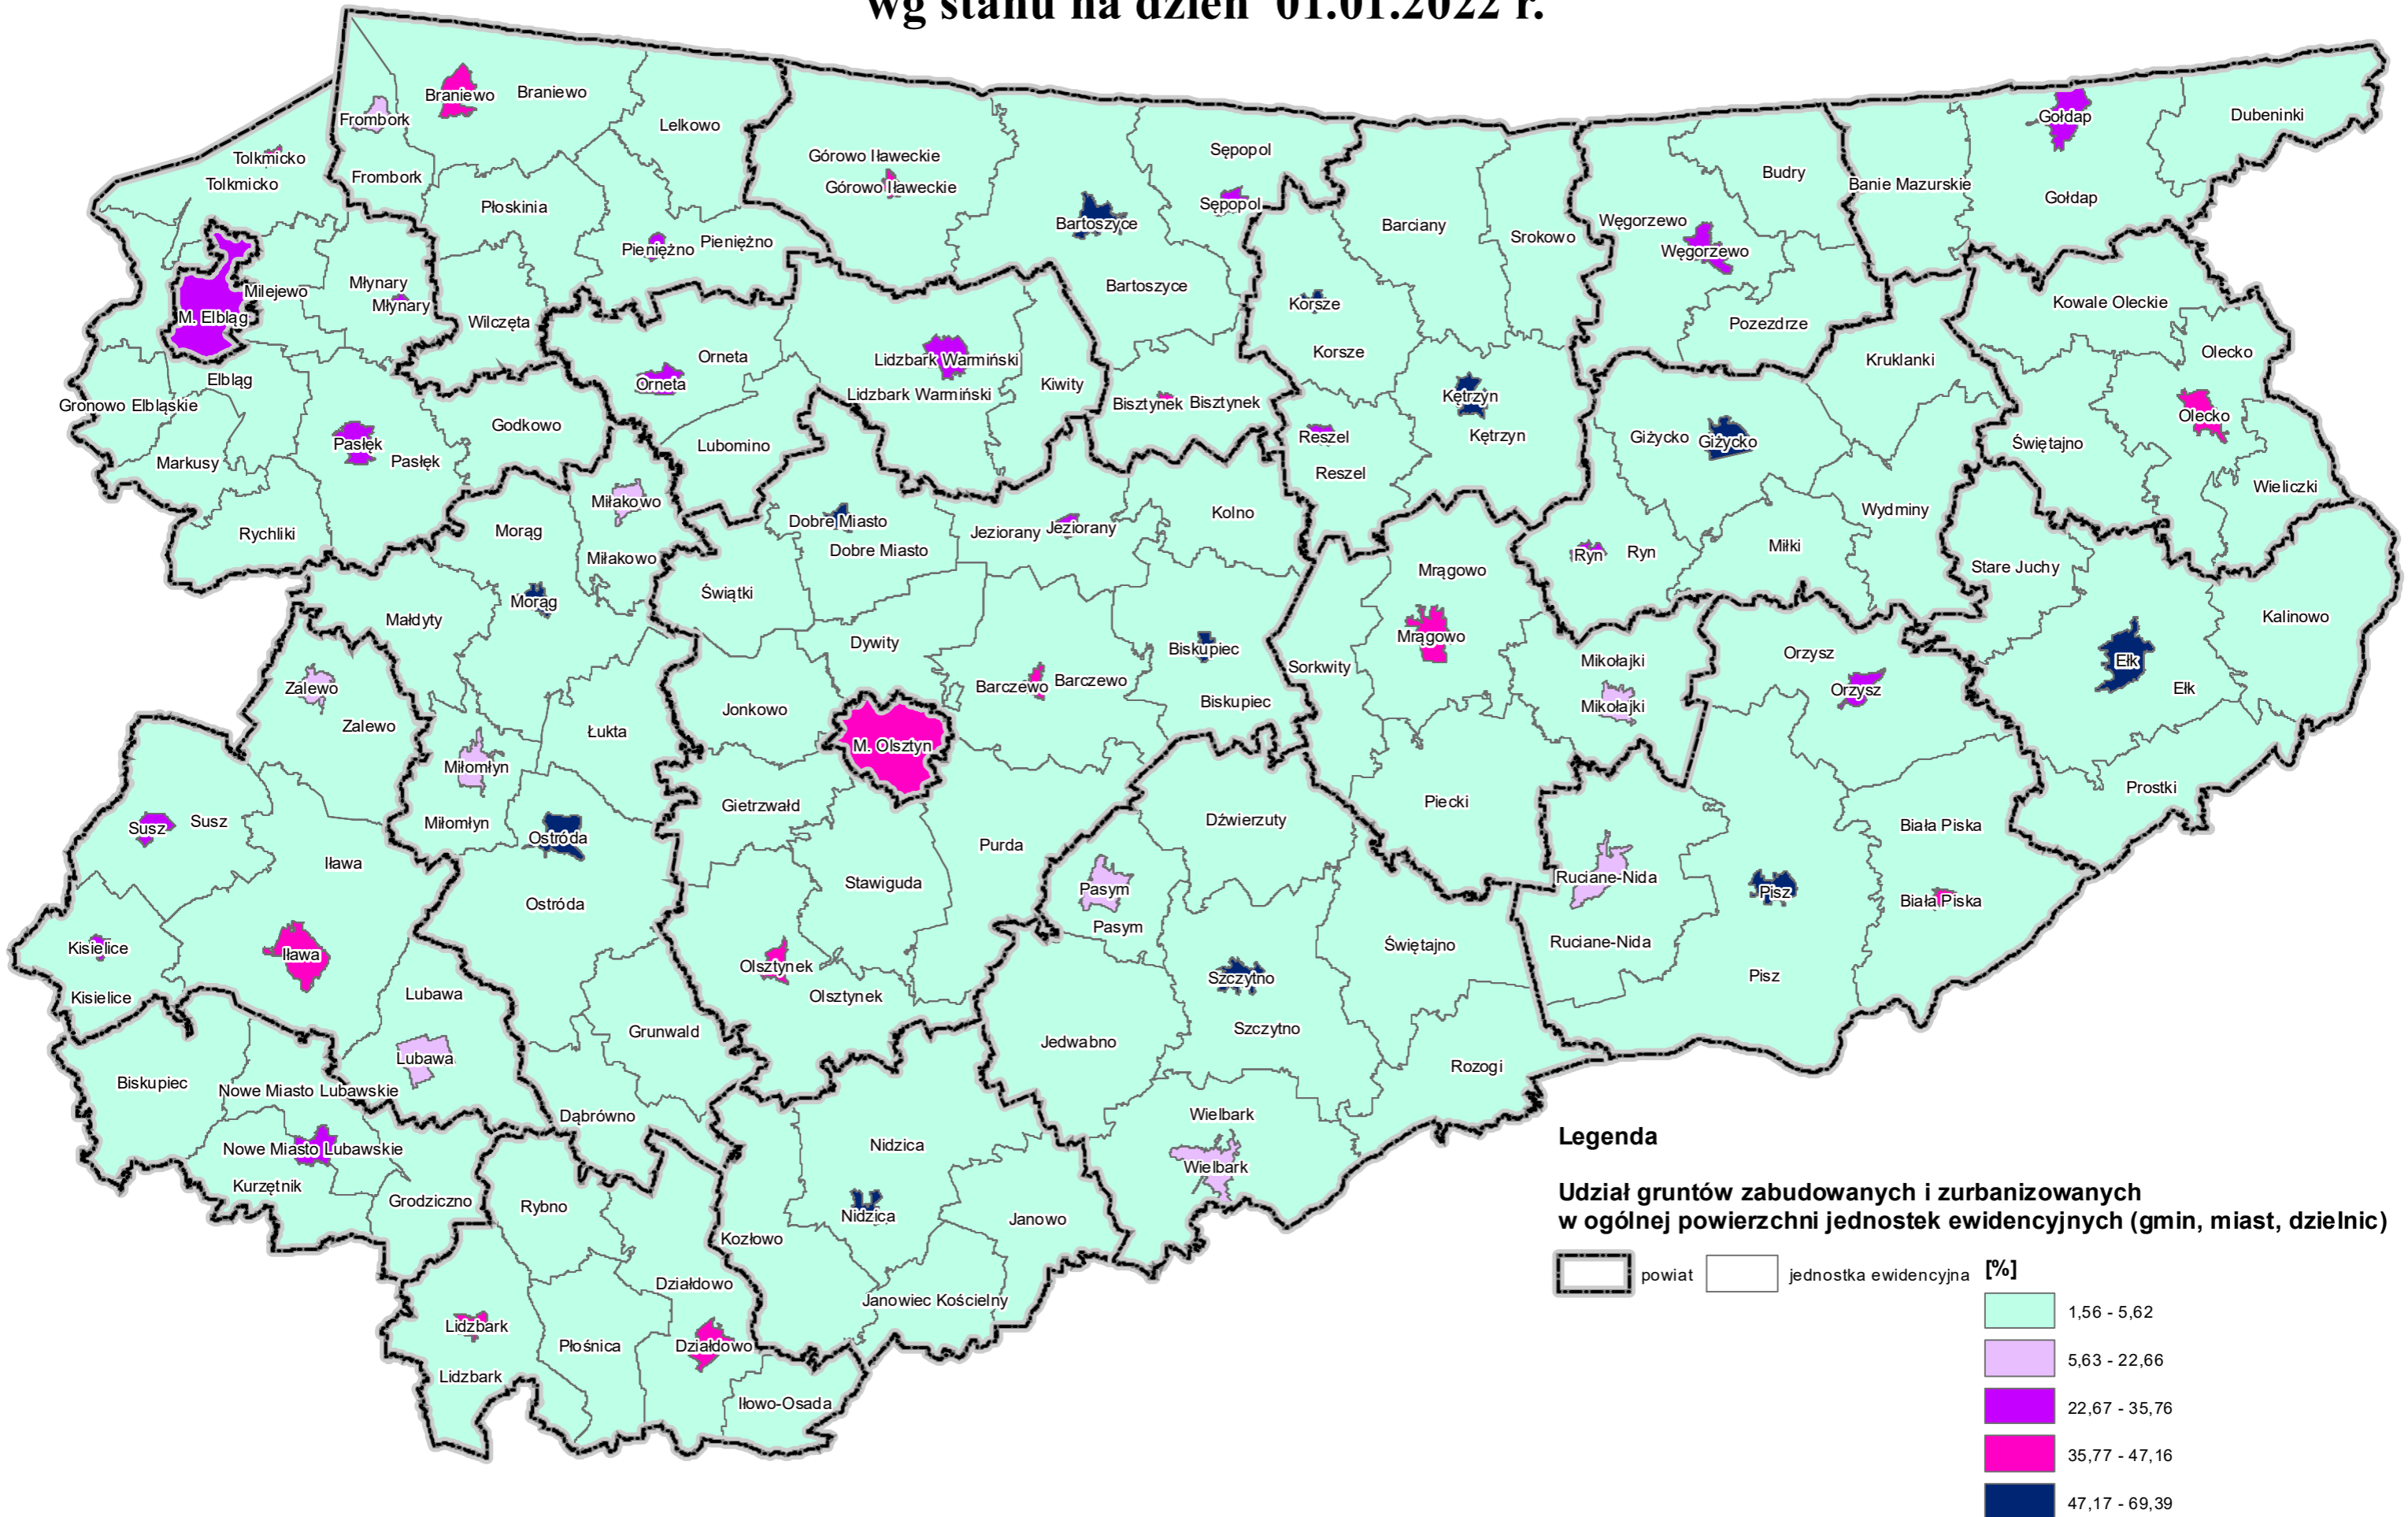 wg stanu na dzień 01.01.2022 r.
Braniewo
Braniewo
Frombork
Lelkowo
Dubeninki
Gołdap
Tolkmicko
Tolkmicko
Frombork
Górowo Iławeckie
Górowo Iławeckie
Sępopol
Sępopol
Budry
Banie Mazurskie
Gołdap
Płoskinia
Bartoszyce
Barciany
Srokowo
Węgorzewo
Węgorzewo
Pieniężno
Pieniężno
Milejewo
Młynary
Młynary
M. Elbląg
Wilczęta
Bartoszyce
Korsze
Korsze
Pozezdrze
Kowale Oleckie
Orneta
Orneta
Lidzbark Warmiński
Lidzbark Warmiński
Kiwity
Kruklanki
Olecko
Olecko
Elbląg
Gronowo Elbląskie
Godkowo
Bisztynek
Bisztynek
Kętrzyn
Kętrzyn
Reszel
Reszel
Giżycko
Giżycko
Świętajno
Pasłęk
Pasłęk
Markusy
Lubomino
Wieliczki
Rychliki
Morąg
Miłakowo
Miłakowo
Dobre Miasto
Dobre Miasto
Jeziorany
Jeziorany
Kolno
Wydminy
Ryn
Ryn
Miłki
Stare Juchy
Mrągowo
Mrągowo
Morąg
Małdyty
Świątki
Dywity
Biskupiec
Biskupiec
Kalinowo
Sorkwity
Mikołajki
Mikołajki
Orzysz
Orzysz
Ełk
Ełk
Zalewo
Zalewo
Barczewo
Barczewo
Jonkowo
Łukta
M. Olsztyn
Miłomłyn
Miłomłyn
Gietrzwałd
Piecki
Prostki
Susz
Susz
Ostróda
Ostróda
Dźwierzuty
Biała Piska
Biała Piska
Iława
Iława
Purda
Stawiguda
Pasym
Pasym
Ruciane-Nida
Ruciane-Nida
Pisz
Pisz
Kisielice
Kisielice
Olsztynek
Olsztynek
Świętajno
Szczytno
Szczytno
Lubawa
Lubawa
Grunwald
Jedwabno
Rozogi
Biskupiec
Nowe Miasto Lubawskie
Nowe Miasto Lubawskie
Dąbrówno
Wielbark
Wielbark
Nidzica
Nidzica
Kurzętnik
Grodziczno
Rybno
Kozłowo
Janowo
Działdowo
Działdowo
Janowiec Kościelny
Lidzbark
Lidzbark
Płośnica
Iłowo-Osada
Legenda
Udział gruntów zabudowanych i zurbanizowanych
w ogólnej powierzchni jednostek ewidencyjnych (gmin, miast, dzielnic)
powiat
jednostka ewidencyjna
[%]
1,56 - 5,62
5,63 - 22,66
22,67 - 35,76
35,77 - 47,16
47,17 - 69,39